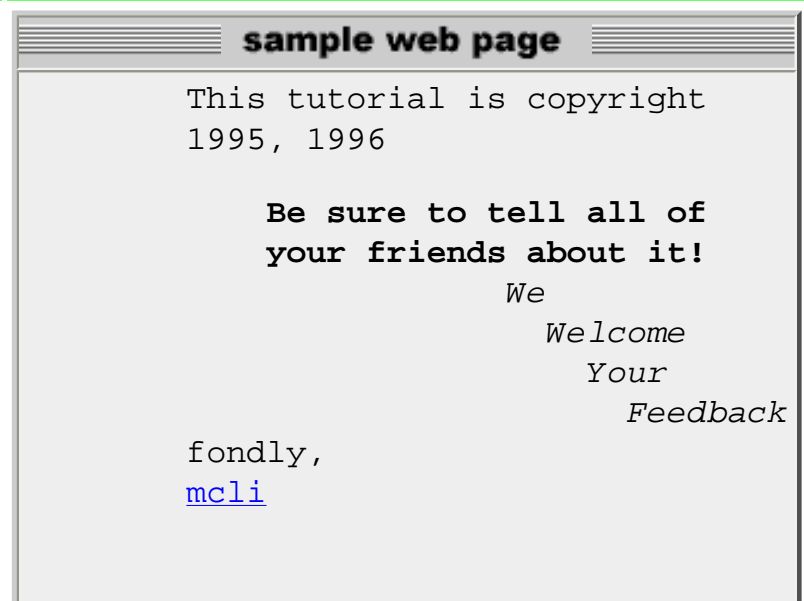 sample web page
This tutorial is copyright
1995, 1996
Be sure to tell all of
your friends about it!
We
Welcome
Your
Feedback
fondly,
mcli